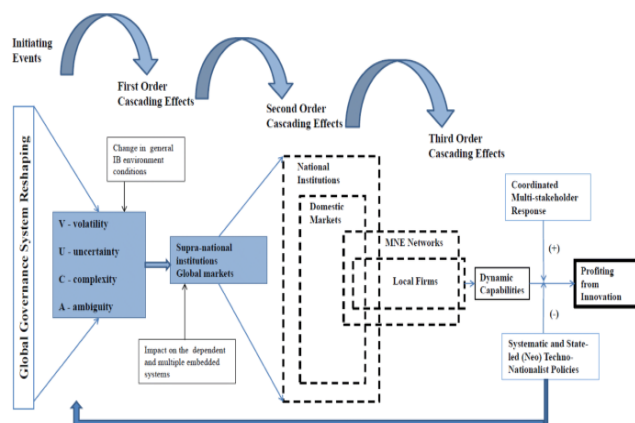 Initiating
Events
First Order
Cascading Effects
Second Order
Cascading Effects
Third Order
Cascading Effects
Global Governance System Reshaping
Change in general
IB environment
conditions
V - volatility
U - uncertainty
C - complexity
A - ambiguity
Supra-national
institutions
Global markets
Impact on the dependent
and multiple embedded
systems
National
Institutions
Domestic
Markets
MNE Networks
Local Firms
Dynamic
Capabilities
Coordinated
Multi-stakeholder
Response
(+)
Profiting
from
Innovation
(-)
Systematic and State-
led (Neo) Techno-
Nationalist Policies